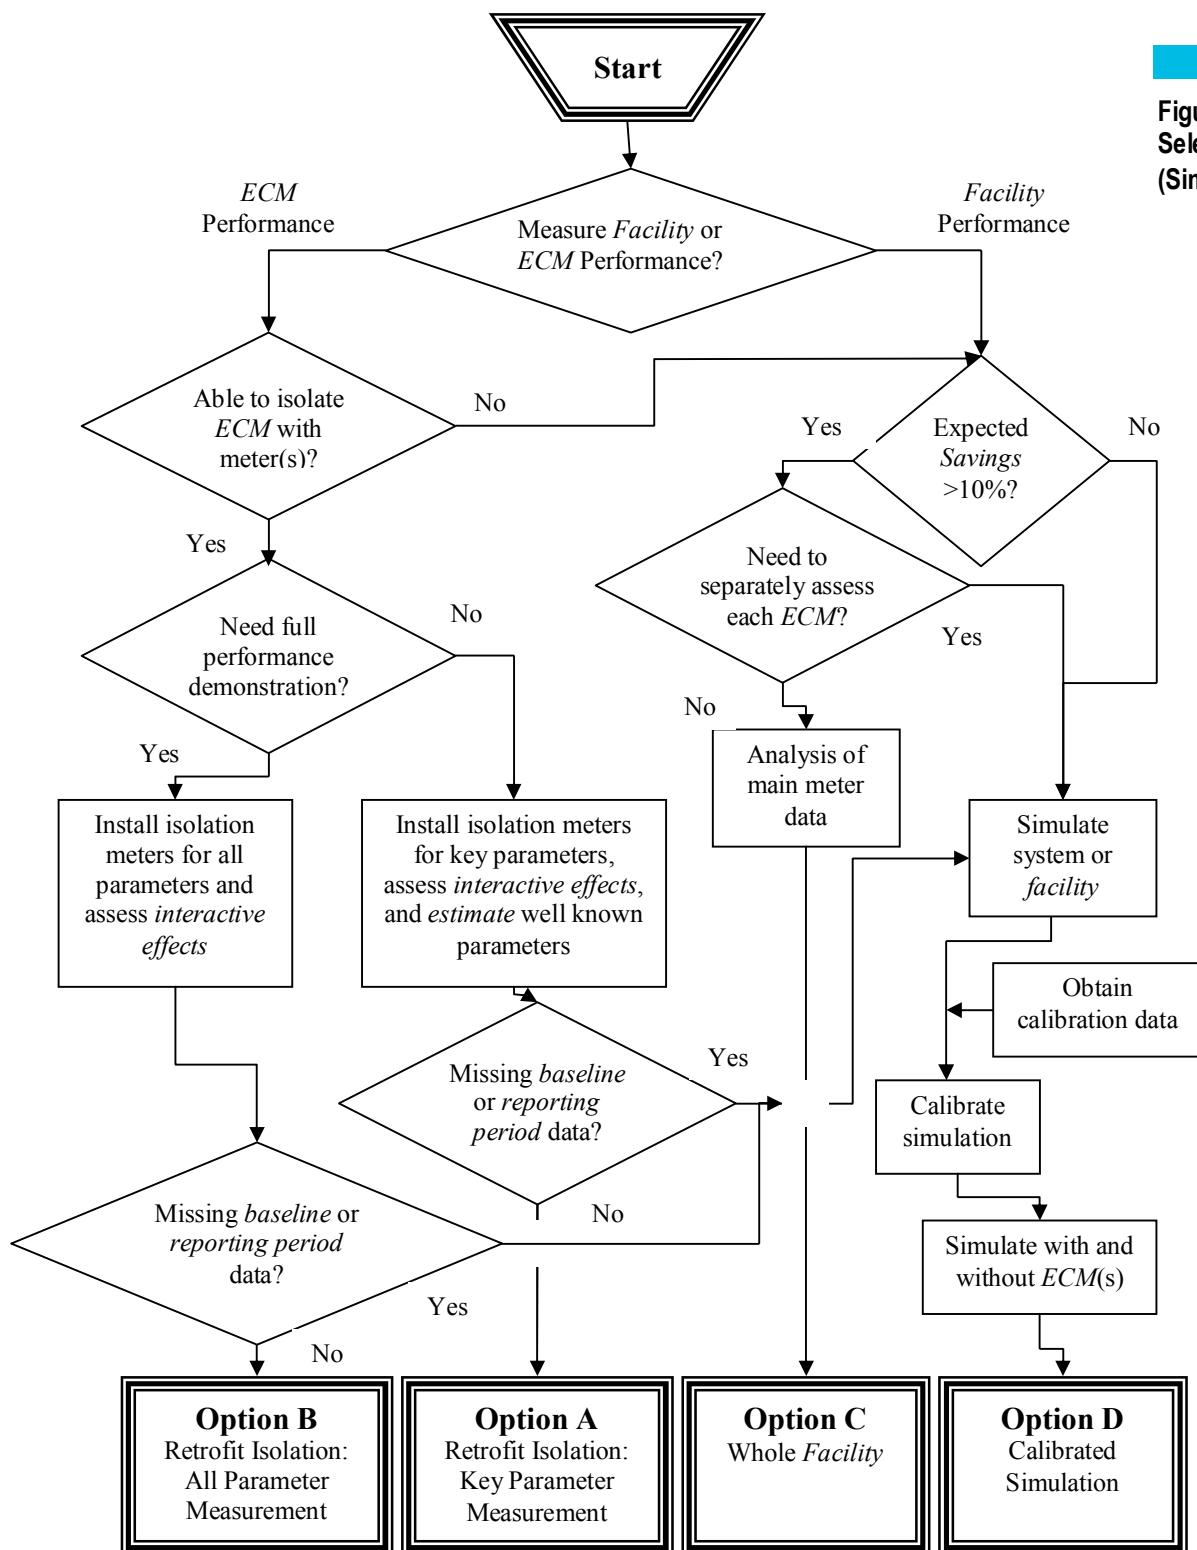 Start
Figu
Sele
(Sin
ECM
Performance
Facility
Performance
Measure Facility or
ECM Performance?
Able to isolate
ECM with
meter(s)?
No
Yes
Expected
Savings
>10%?
No
Yes
Need to
separately assess
each ECM?
Yes
Need full
performance
demonstration?
No
No
Yes
Analysis of
main meter
data
Install isolation
meters for all
parameters and
assess interactive
effects
Install isolation meters
for key parameters,
assess interactive effects,
and estimate well known
parameters
Simulate
system or
facility
Obtain
calibration data
Missing baseline
or reporting
period data?
Yes
Calibrate
simulation
No
Missing baseline or
reporting period
data?
Yes
No
Simulate with and
without ECM(s)
Option B
Retrofit Isolation:
All Parameter
Measurement
Option A
Retrofit Isolation:
Key Parameter
Measurement
Option C
Whole Facility
Option D
Calibrated
Simulation